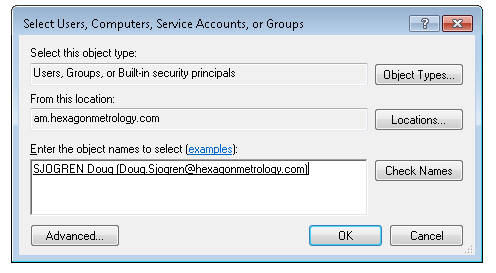 Select Users, Computers, Service Accounts, or Groups
Select this object type:
Users, Groups, or Built-in security principals
Object Types...
From this location:
am.hexagonmetrology.com
Locations...
Enter the object names to select (examples):
SJOGREN Doug (Doug.Sjogren@hexagonmetrology.com)
Check Names
Advanced...
OK
Cancel